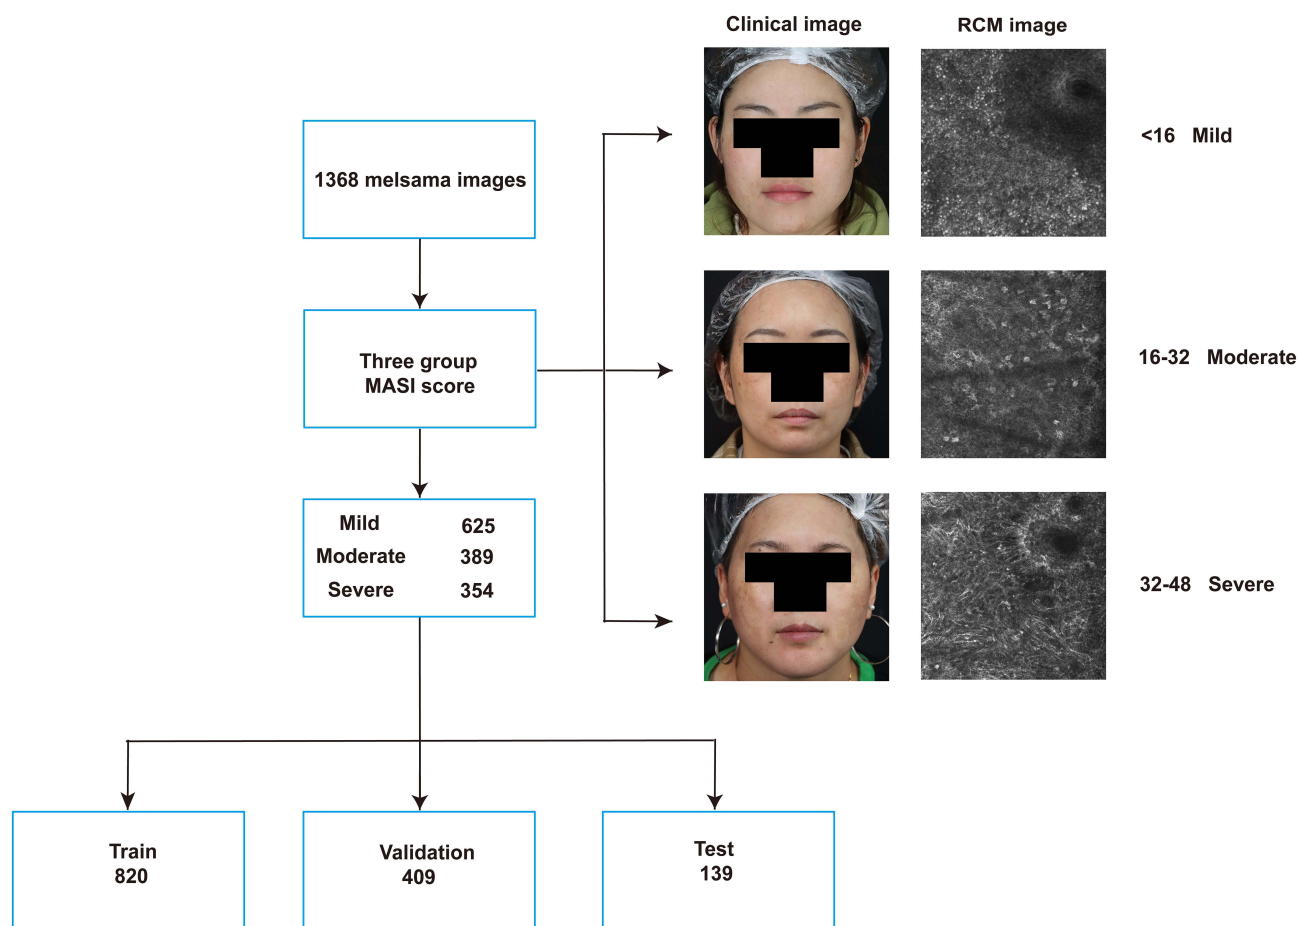 Clinical image
RCM image
1368 melsama images
<16 Mild
Three group
MASI score
16-32 Moderate
Mild 625
Moderate 389
Severe 354
32-48 Severe
Train
820
Validation
409
Test
139